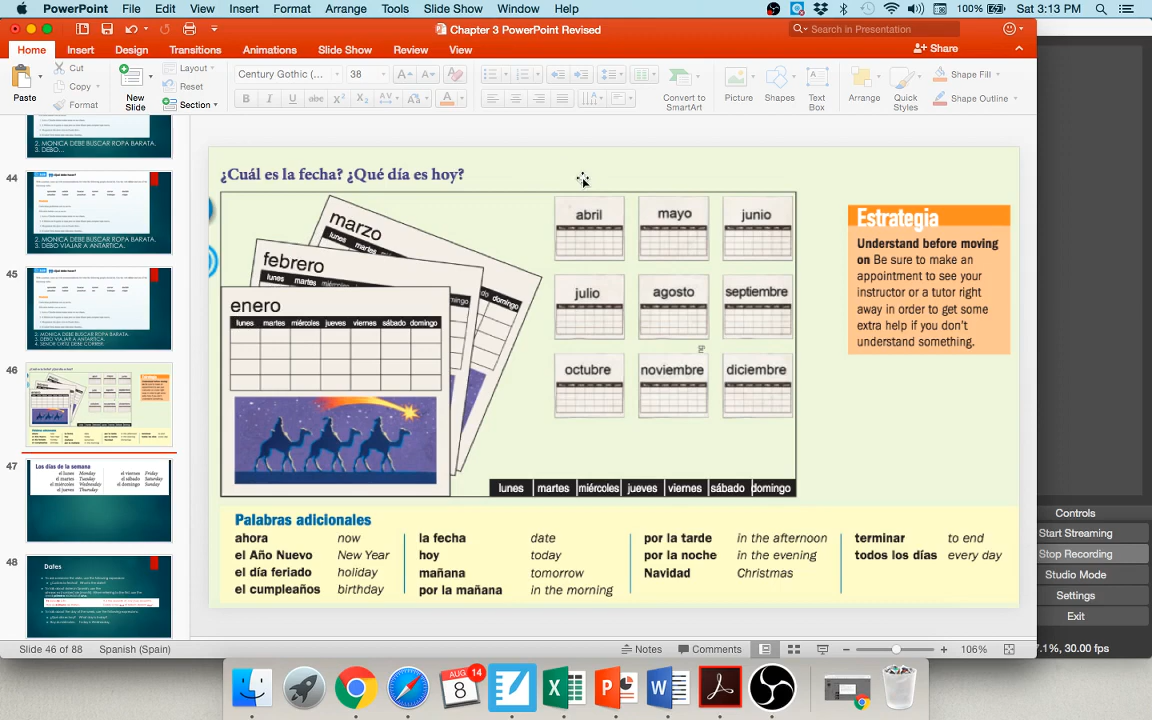 PowerPoint File Edit View Insert Format Arrange Tools Slide Show Window Help 100% Sat 3:13 PM
Chapter 3 PowerPoint Revised
Search in Presentation
Home Insert Design Transitions Animations Slide Show Review View Share
Paste Cut Copy Format New Slide Layout Reset Section
Century Gothic (... 38
Convert to SmartArt Picture Shapes Text Box Arrange Quick Styles Shape Fill Shape Outline
2. MONICA DEBE BUSCAR ROPA BARATA.
3. DEBO...
44
2. MONICA DEBE BUSCAR ROPA BARATA.
3. DEBO VIAJAR A ANTARTICA.
45
2. MONICA DEBE BUSCAR ROPA BARATA.
3. DEBO VIAJAR A ANTARTICA.
4. SENOR ORTIZ DEBE CORRER.
46
47
Los días de la semana
el lunes Monday el viernes Friday
el martes Tuesday el sábado Saturday
el miércoles Wednesday el domingo Sunday
el jueves Thursday
48
Dates
¿Cuál es la fecha? ¿Qué día es hoy?
marzo
lunes martes
domingo
febrero
lunes martes miércoles
domingo
enero
lunes martes miércoles jueves viernes sábado domingo
abril mayo junio
julio agosto septiembre
octubre noviembre diciembre
lunes martes miércoles jueves viernes sábado domingo
Estrategia
Understand before moving
on Be sure to make an
appointment to see your
instructor or a tutor right
away in order to get some
extra help if you don't
understand something.
Palabras adicionales
ahora now
el Año Nuevo New Year
el día feriado holiday
el cumpleaños birthday
la fecha date
hoy today
mañana tomorrow
por la mañana in the morning
por la tarde in the afternoon
por la noche in the evening
Navidad Christmas
terminar to end
todos los días every day
Controls
Start Streaming
Stop Recording
Studio Mode
Settings
Exit
7.1%, 30.00 fps
Slide 46 of 88 Spanish (Spain) Notes Comments 106%
AUG 14
8